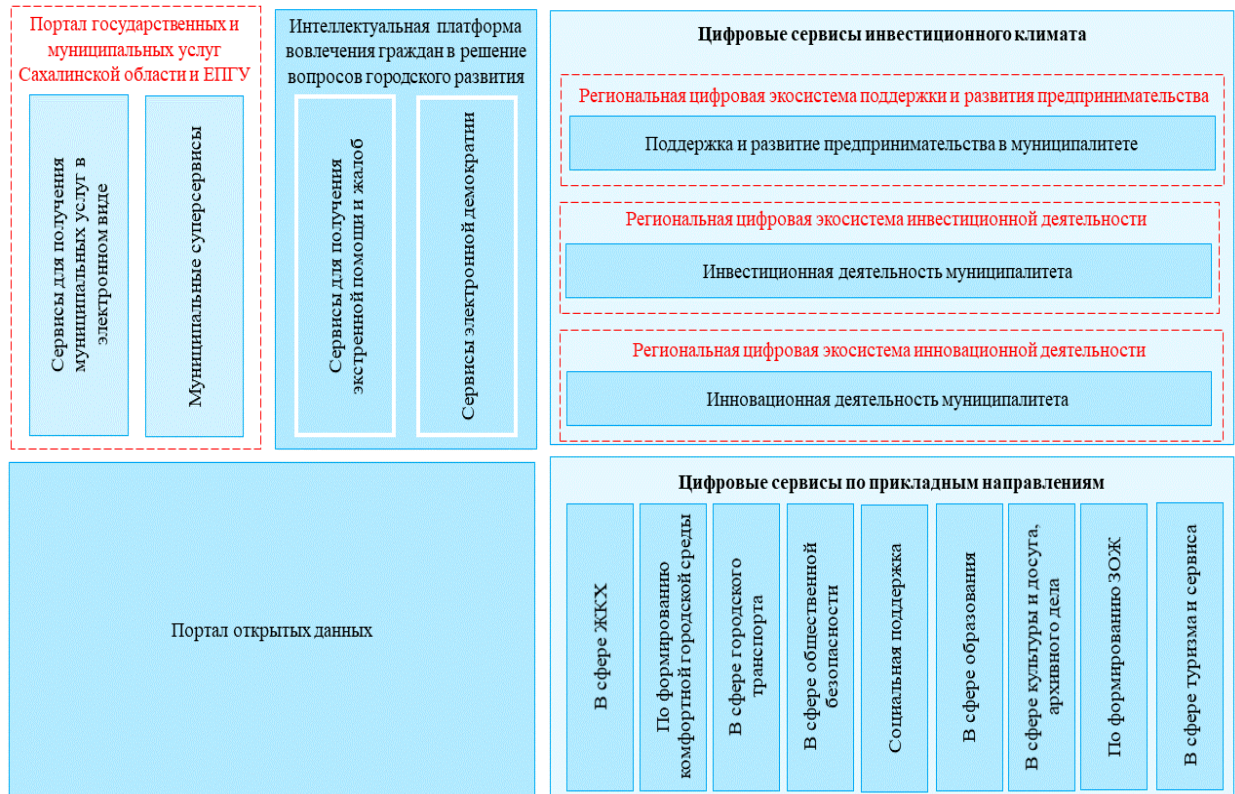 Портал государственных и
муниципальных услуг
Сахалинской области и ЕПГУ
Сервисы для получения
муниципальных услуг в
электронном виде
Муниципальные суперсервисы
Интеллектуальная платформа
вовлечения граждан в решение
вопросов городского развития
Сервисы для получения
экстренной помощи и жалоб
Сервисы электронной демократии
Цифровые сервисы инвестиционного климата
Региональная цифровая экосистема поддержки и развития предпринимательства
Поддержка и развитие предпринимательства в муниципалитете
Региональная цифровая экосистема инвестиционной деятельности
Инвестиционная деятельность муниципалитета
Региональная цифровая экосистема инновационной деятельности
Инновационная деятельность муниципалитета
Портал открытых данных
Цифровые сервисы по прикладным направлениям
В сфере ЖКХ
По формированию
комфортной городской среды
В сфере городского
транспорта
В сфере общественной
безопасности
Социальная поддержка
В сфере образования
В сфере культуры и досуга,
архивного дела
По формированию ЗОЖ
В сфере туризма и сервиса